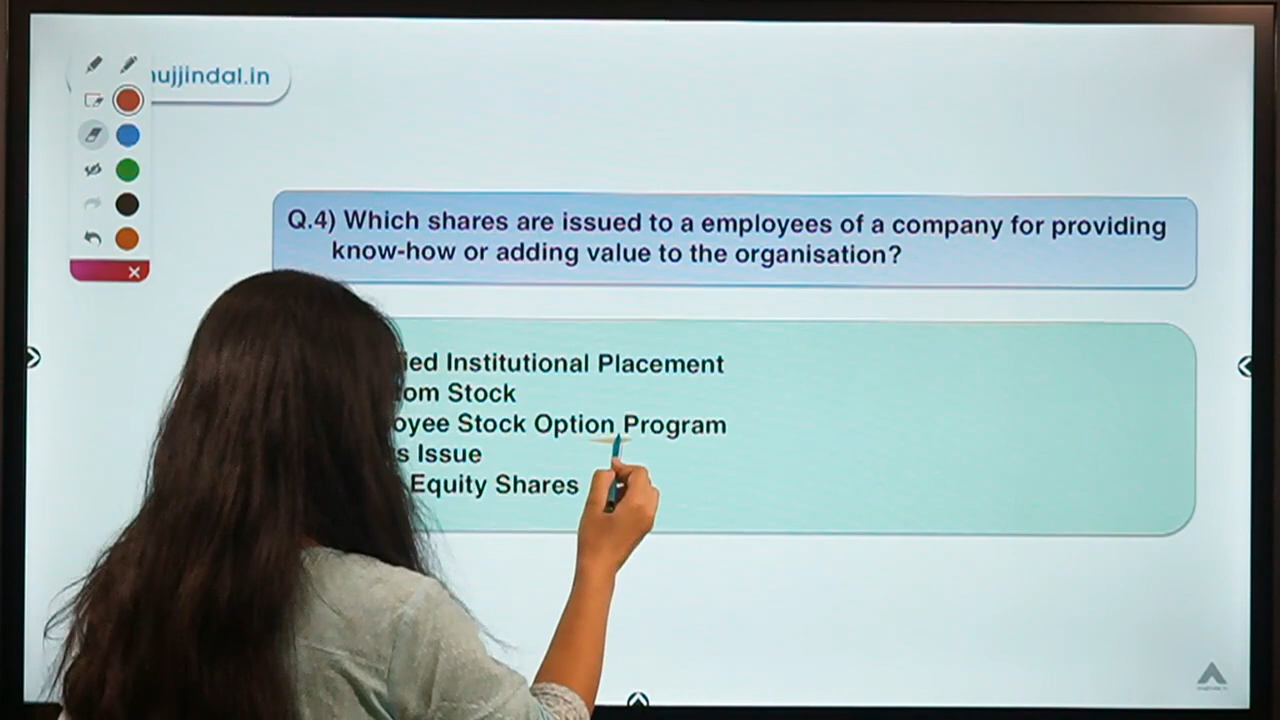 ujjindal.in
Q.4) Which shares are issued to a employees of a company for providing
know-how or adding value to the organisation?
ied Institutional Placement
om Stock
oyee Stock Option Program
s Issue
Equity Shares